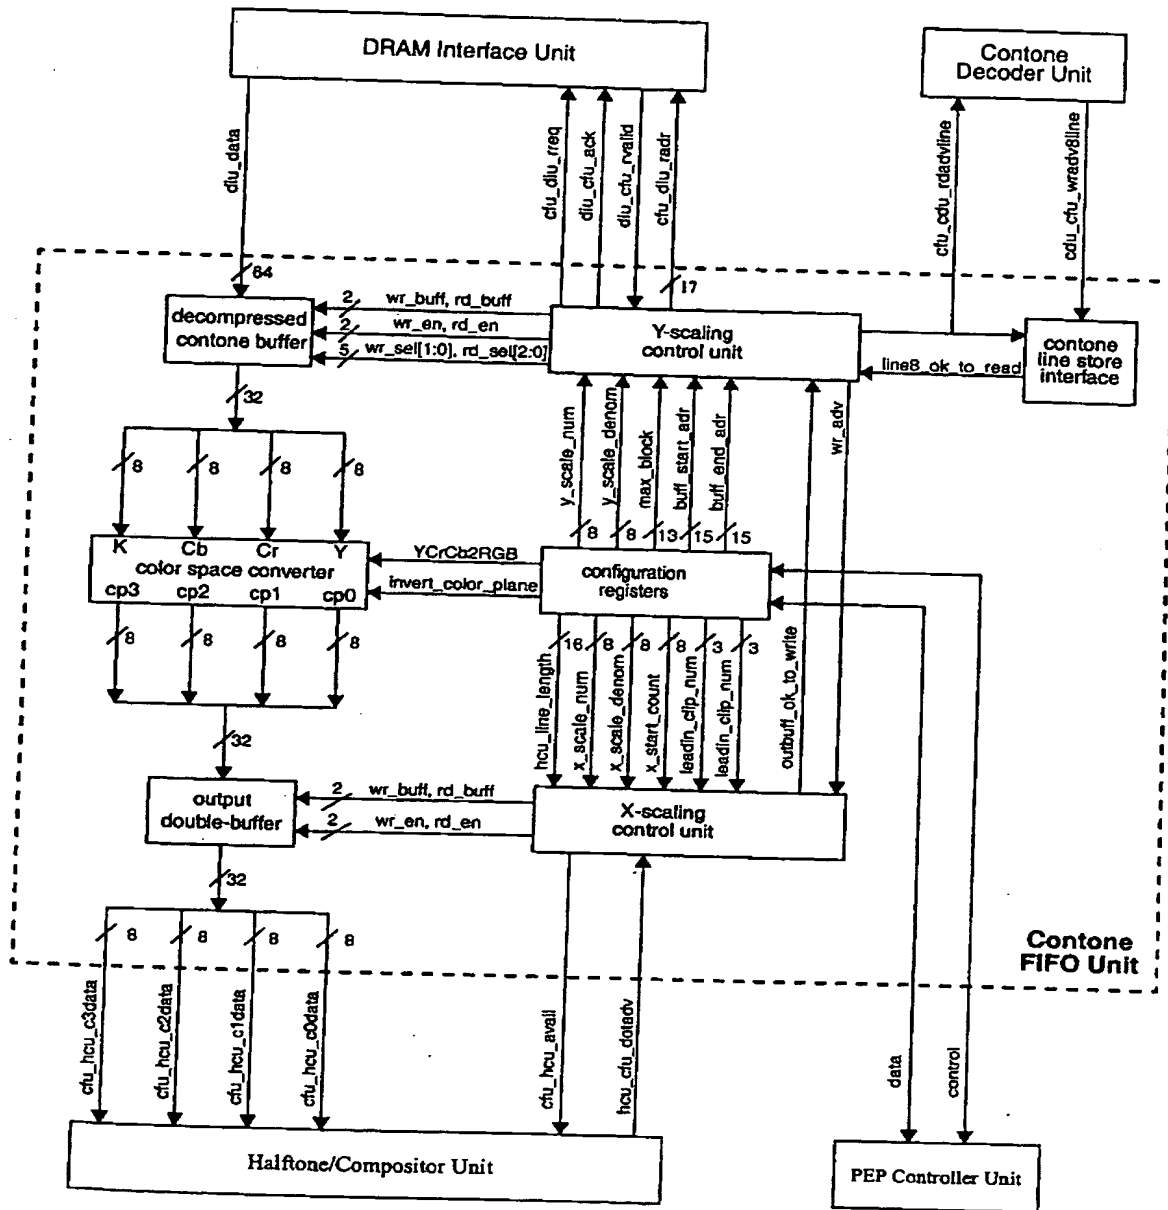 DRAM Interface Unit
Contone
Decoder Unit
diu_data
cfu_diu_rreq
diu_cfu_ack
diu_cfu_rvalid
cfu_diu_radr
cfu_cdu_rdadvline
cdu_cfu_wradv8line
64
17
decompressed
contone buffer
2
wr_buff, rd_buff
2
wr_en, rd_en
5
wr_sel[1:0], rd_sel[2:0]
Y-scaling
control unit
line8_ok_to_read
contone
line store
interface
32
8
8
8
8
y_scale_num
y_scale_denom
max_block
buff_start_adr
buff_end_adr
wr_adv
8
8
13
15
15
K
Cb
Cr
Y
color space converter
cp3
cp2
cp1
cp0
YCrCb2RGB
invert_color_plane
configuration
registers
8
8
8
8
16
8
8
8
3
3
hcu_line_length
x_scale_num
x_scale_denom
x_start_count
leadin_clip_num
leadin_clip_num
outbuff_ok_to_write
32
output
double-buffer
2
wr_buff, rd_buff
2
wr_en, rd_en
X-scaling
control unit
32
8
8
8
8
Contone
FIFO Unit
cfu_hcu_c3data
cfu_hcu_c2data
cfu_hcu_c1data
cfu_hcu_c0data
cfu_hcu_avail
hcu_cfu_dotadv
data
control
Halftone/Compositor Unit
PEP Controller Unit